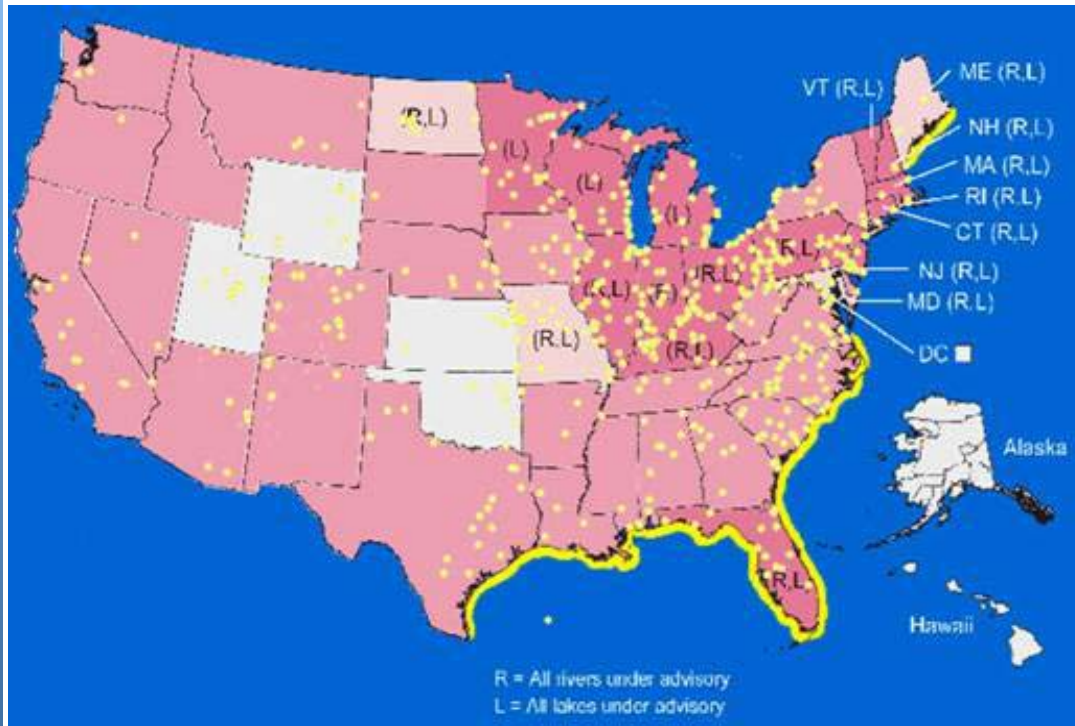 ME (R,L)
VT (R,L)
(R,L)
NH (R,L)
(L)
MA (R,L)
(L)
RI (R,L)
(L)
CT (R,L)
(R,L)
(R,L)
NJ (R,L)
(R,L)
(R)
MD (R,L)
(R,L)
(R,L)
DC
Alaska
R,L
Hawaii
R = All rivers under advisory
L = All lakes under advisory